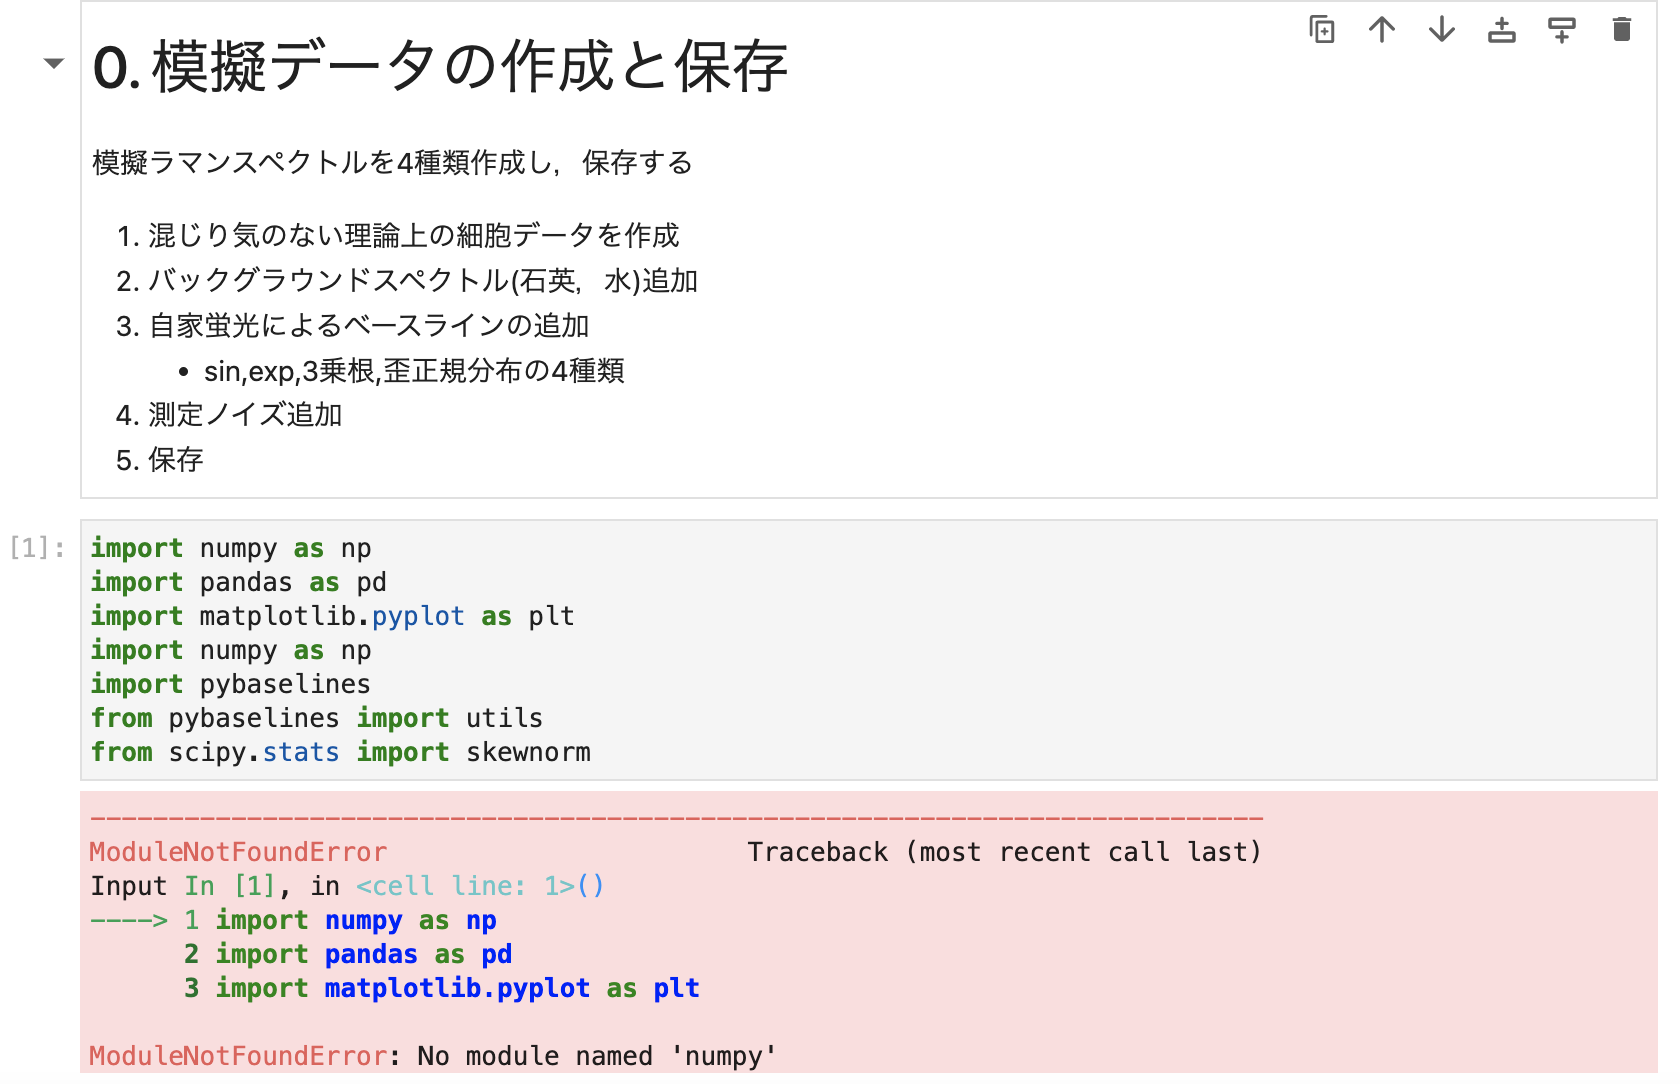 0. 模擬データの作成と保存
模擬ラマンスペクトルを4種類作成し，保存する
1. 混じり気のない理論上の細胞データを作成
2. バックグラウンドスペクトル(石英，水)追加
3. 自家蛍光によるベースラインの追加
• sin,exp,3乗根,歪正規分布の4種類
4. 測定ノイズ追加
5. 保存
[1]:
import numpy as np
import pandas as pd
import matplotlib.pyplot as plt
import numpy as np
import pybaselines
from pybaselines import utils
from scipy.stats import skewnorm
---------------------------------------------------------------------------
ModuleNotFoundError                       Traceback (most recent call last)
Input In [1], in <cell line: 1>()
----> 1 import numpy as np
      2 import pandas as pd
      3 import matplotlib.pyplot as plt
ModuleNotFoundError: No module named 'numpy'